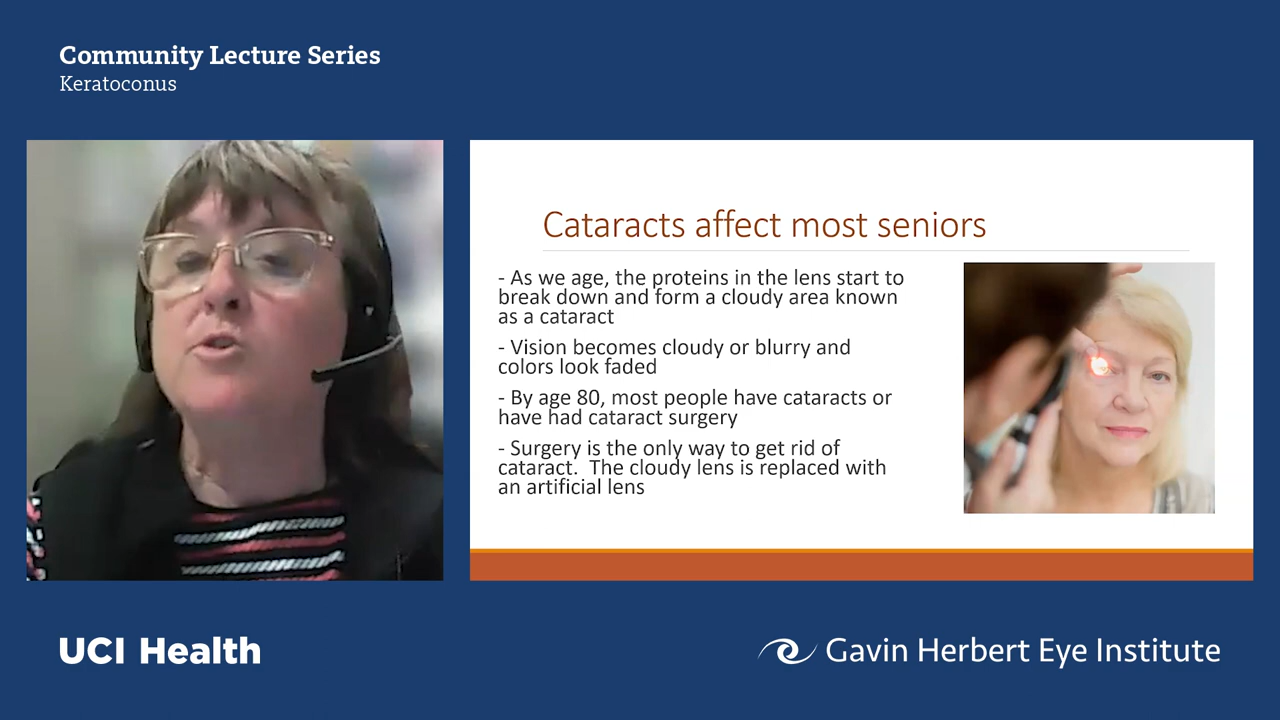 Community Lecture Series
Keratoconus
Cataracts affect most seniors
- As we age, the proteins in the lens start to
break down and form a cloudy area known
as a cataract
- Vision becomes cloudy or blurry and
colors look faded
- By age 80, most people have cataracts or
have had cataract surgery
- Surgery is the only way to get rid of
cataract.  The cloudy lens is replaced with
an artificial lens
UCI Health
Gavin Herbert Eye Institute